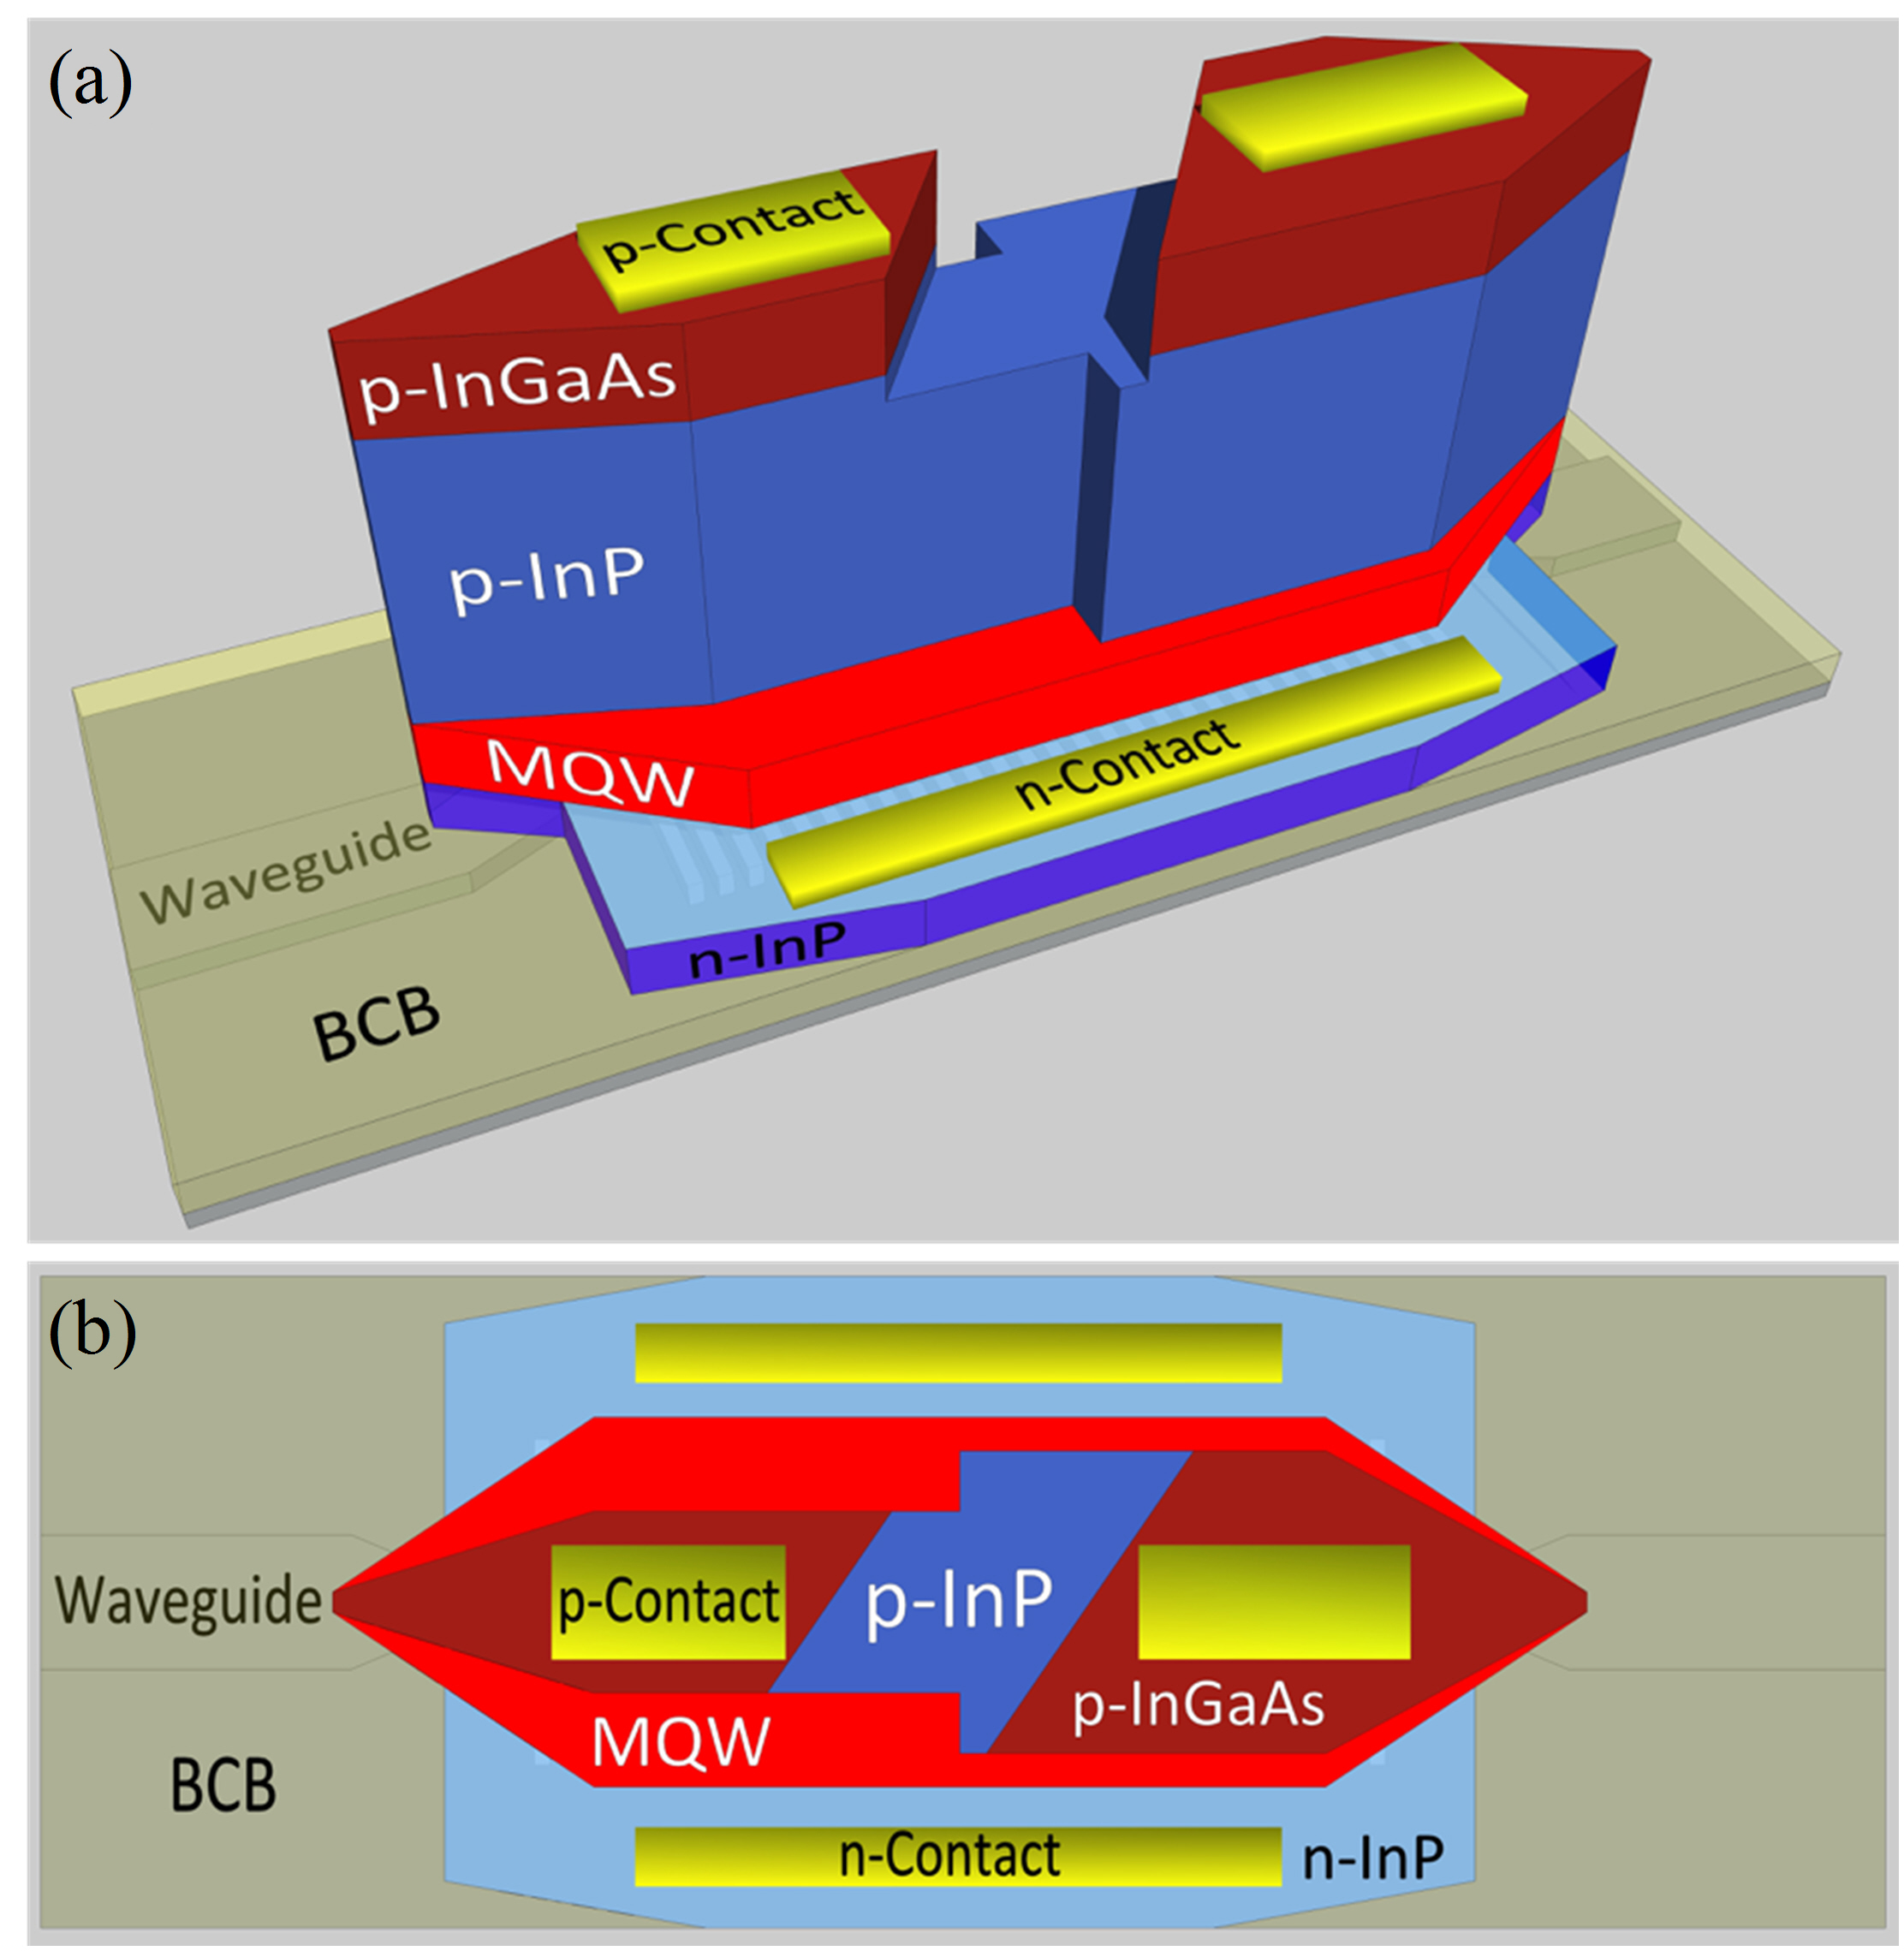 (a)
p-Contact
p-InGaAs
p-InP
MQW
n-Contact
Waveguide
n-InP
BCB
(b)
Waveguide
p-Contact
p-InP
p-InGaAs
MQW
BCB
n-Contact
n-InP